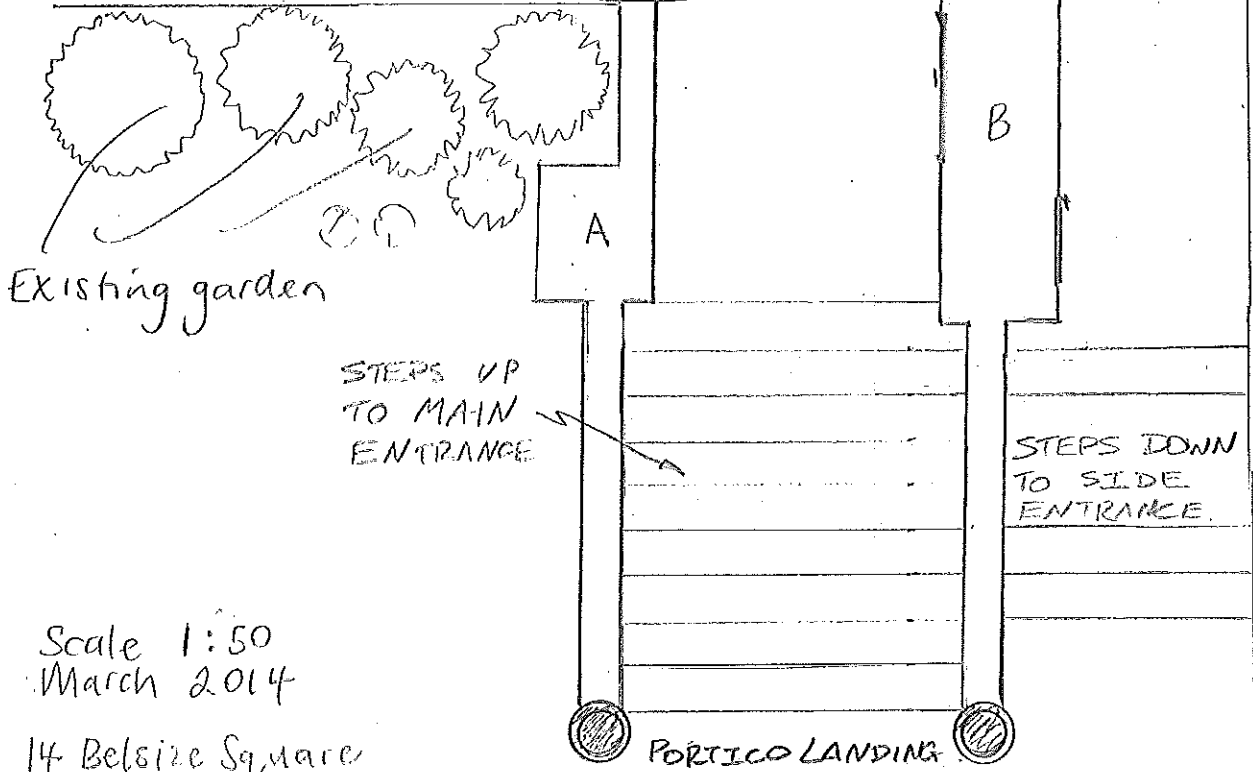 B
A
Existing garden
STEPS UP
TO MAIN
ENTRANCE
STEPS DOWN
TO SIDE
ENTRANCE.
Scale 1:50
March 2014
14 Belsize Square
PORTICO LANDING